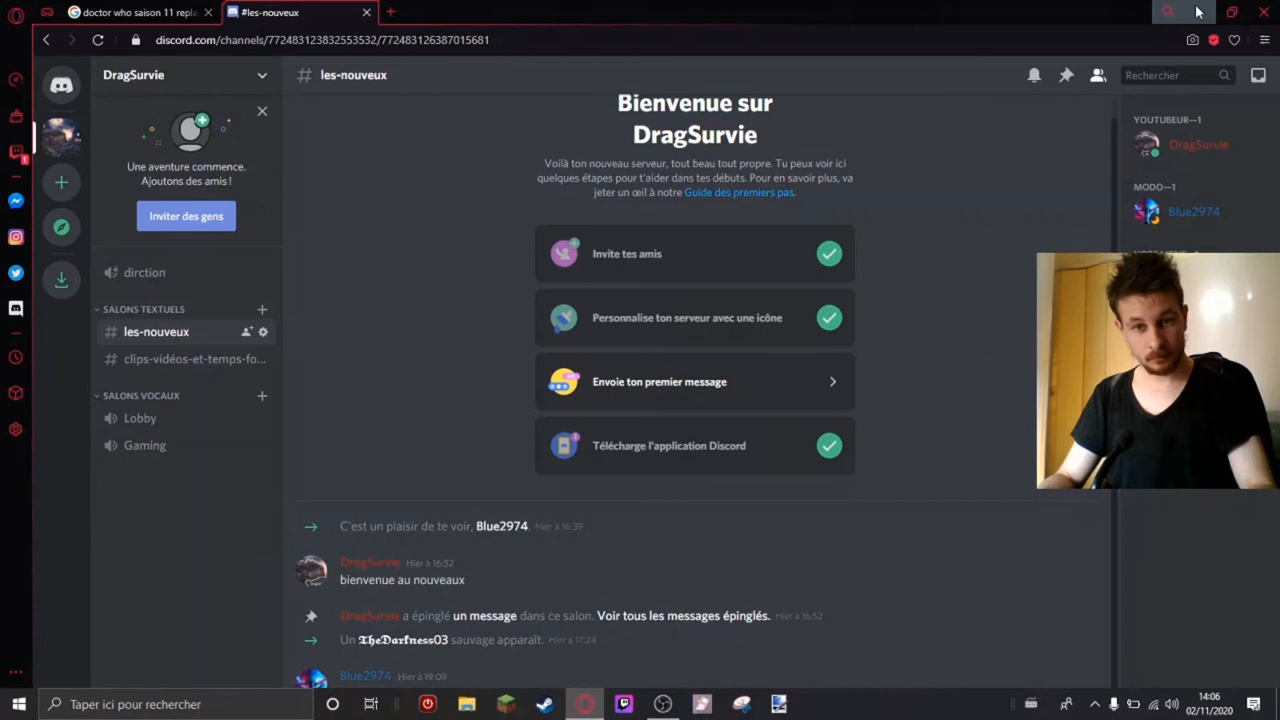 doctor who saison 11 repla
#les-nouveux
discord.com/channels/772483123832553532/772483126387015681
DragSurvie
les-nouveux
Rechercher
Une aventure commence.
Ajoutons des amis !
Inviter des gens
dirction
SALONS TEXTUELS
les-nouveux
clips-vidéos-et-temps-fo...
SALONS VOCAUX
Lobby
Gaming
Bienvenue sur
DragSurvie
Voilà ton nouveau serveur, tout beau tout propre. Tu peux voir ici
quelques étapes pour t'aider dans tes débuts. Pour en savoir plus, va
jeter un œil à notre Guide des premiers pas.
Invite tes amis
Personnalise ton serveur avec une icône
Envoie ton premier message
Télécharge l'application Discord
C'est un plaisir de te voir, Blue2974. Hier à 16:39
DragSurvie Hier à 16:52
bienvenue au nouveaux
DragSurvie a épinglé un message dans ce salon. Voir tous les messages épinglés. Hier à 16:52
Un 𝕿𝖍𝖊𝕯𝖆𝖗𝖐𝖓𝖊𝖘𝖘03 sauvage apparaît. Hier à 17:24
Blue2974 Hier à 19:09
YOUTUBEUR—1
DragSurvie
MODO—1
Blue2974
1
Taper ici pour rechercher
14:06
02/11/2020